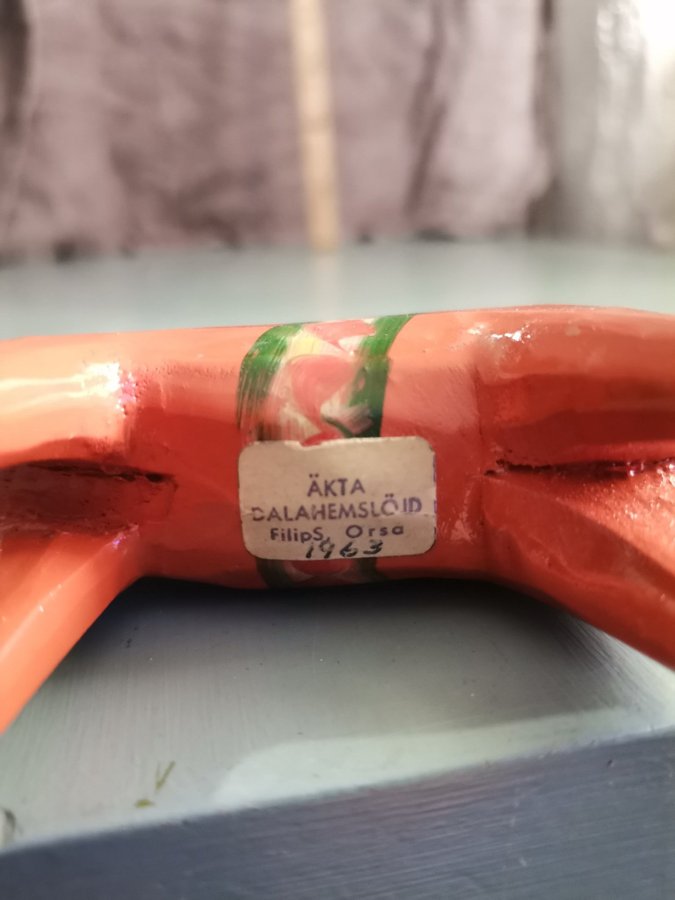 ÄKTA
DALAHEMSLÖJD
FilipS, Orsa
1963